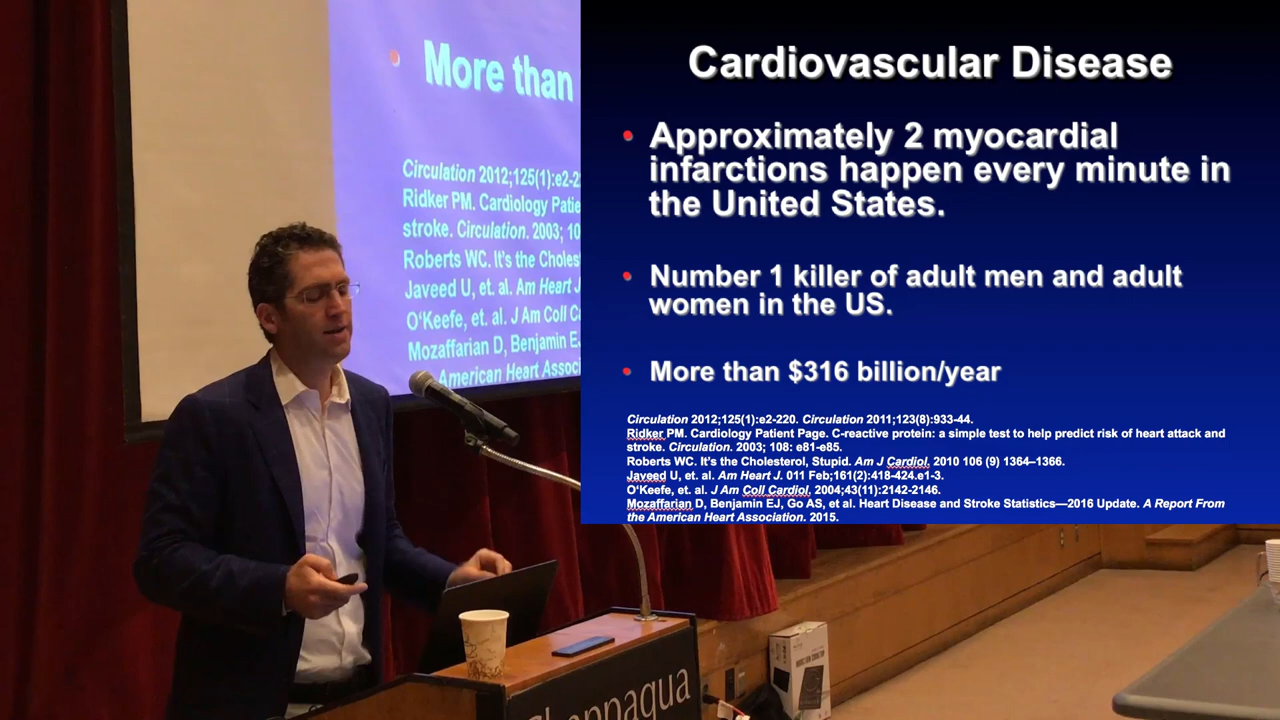 • More than
Circulation 2012;125(1):e2-2
Ridker PM. Cardiology Patie
stroke. Circulation. 2003; 10
Roberts WC. It's the Choles
Javeed U, et. al. Am Heart J
O'Keefe, et. al. J Am Coll C
Mozaffarian D, Benjamin EJ
American Heart Associ
Cardiovascular Disease
• Approximately 2 myocardial
infarctions happen every minute in
the United States.
• Number 1 killer of adult men and adult
women in the US.
• More than $316 billion/year
Circulation 2012;125(1):e2-220. Circulation 2011;123(8):933-44.
Ridker PM. Cardiology Patient Page. C-reactive protein: a simple test to help predict risk of heart attack and
stroke. Circulation. 2003; 108: e81-e85.
Roberts WC. It's the Cholesterol, Stupid. Am J Cardiol. 2010 106 (9) 1364–1366.
Javeed U, et. al. Am Heart J. 011 Feb;161(2):418-424.e1-3.
O'Keefe, et. al. J Am Coll Cardiol. 2004;43(11):2142-2146.
Mozaffarian D, Benjamin EJ, Go AS, et al. Heart Disease and Stroke Statistics—2016 Update. A Report From
the American Heart Association. 2015.
Chappaqua